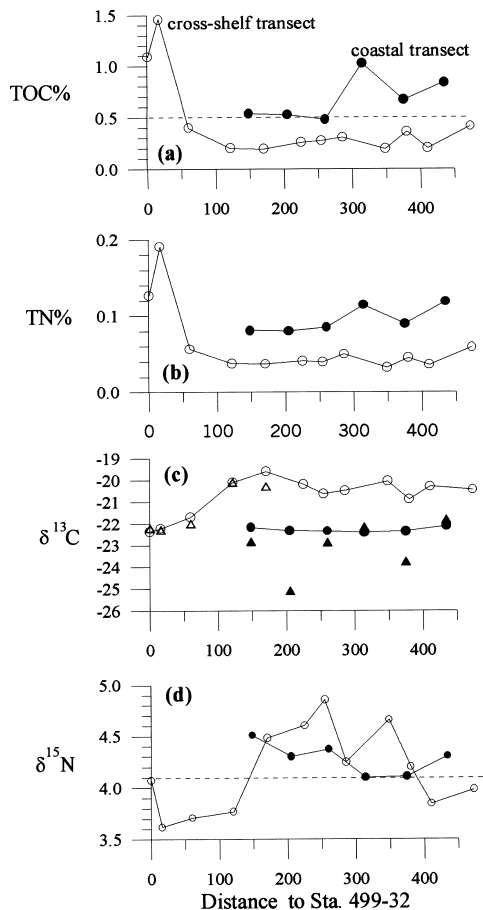 1.5
cross-shelf transect
coastal transect
1.0
TOC%
0.5
(a)
0.0
0 100 200 300 400
0.2
TN%
0.1
(b)
0.0
0 100 200 300 400
-19
(c)
-20
-21
-22
δ13C
-23
-24
-25
-26
0 150 200 300 400
5.0
(d)
4.5
δ15N
4.0
3.5
0 100 200 300 400
Distance to Sta. 499-32